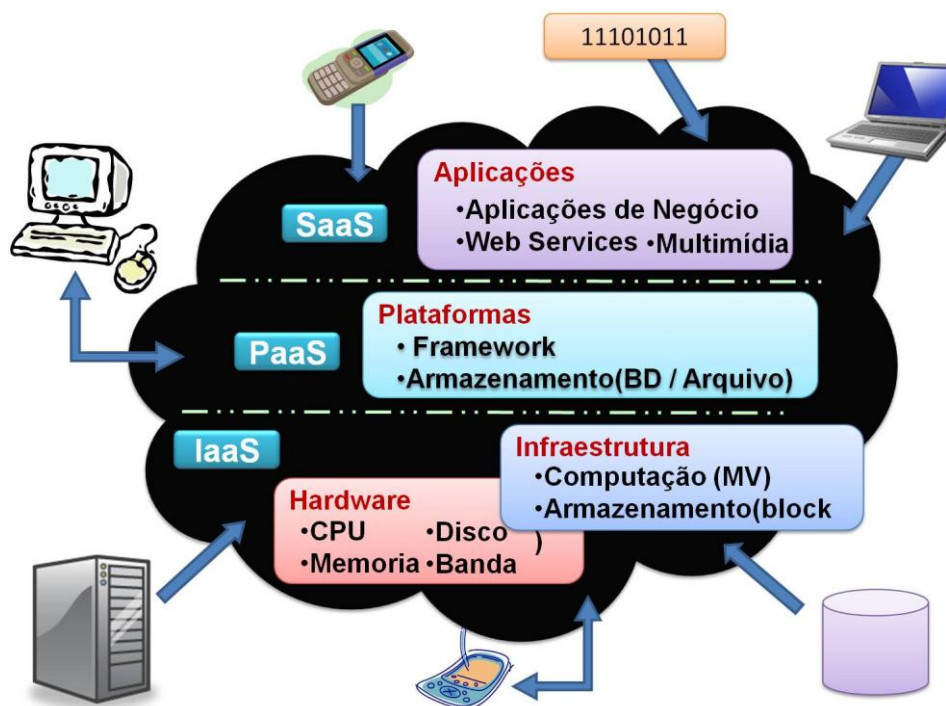 11101011
SaaS
Aplicações
•Aplicações de Negócio
•Web Services •Multimídia
PaaS
Plataformas
• Framework
•Armazenamento(BD / Arquivo)
IaaS
Infraestrutura
•Computação (MV)
•Armazenamento(block
)
Hardware
•CPU •Disco
•Memoria •Banda